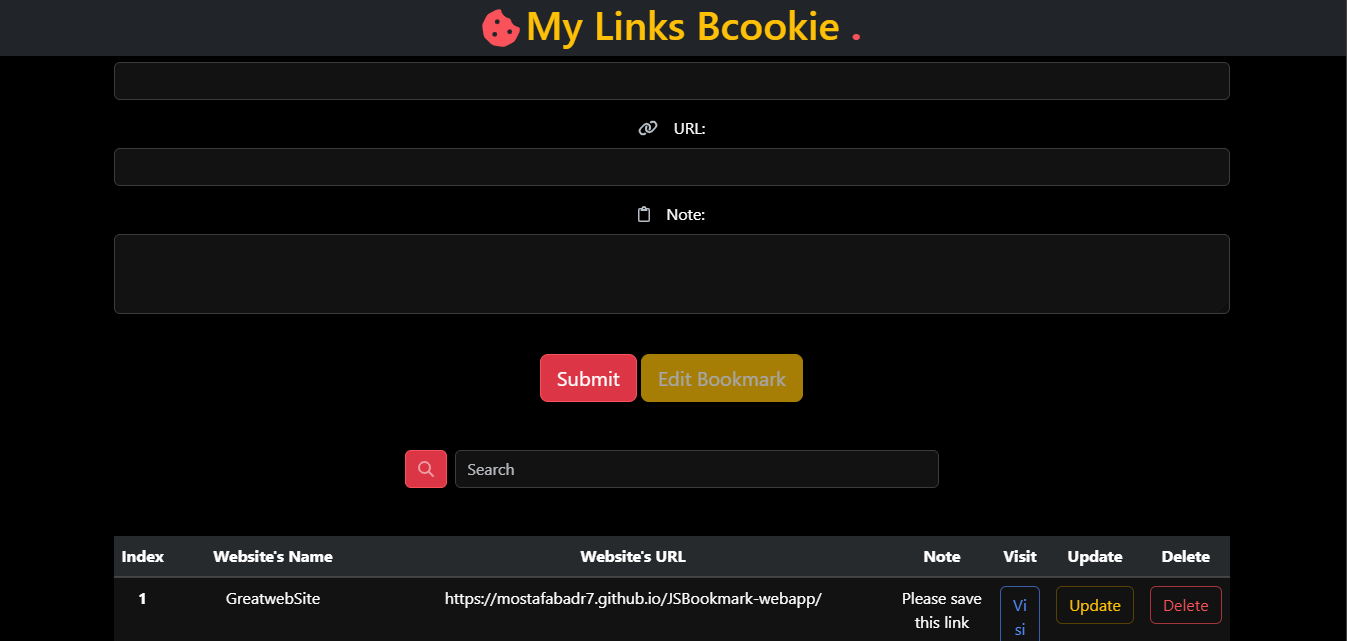 My Links Bcookie .
URL:
Note:
Submit Edit Bookmark
Search
Index Website's Name Website's URL Note Visit Update Delete
1 GreatwebSite https://mostafabadr7.github.io/JSBookmark-webapp/ Please save Vi Update Delete
this link si